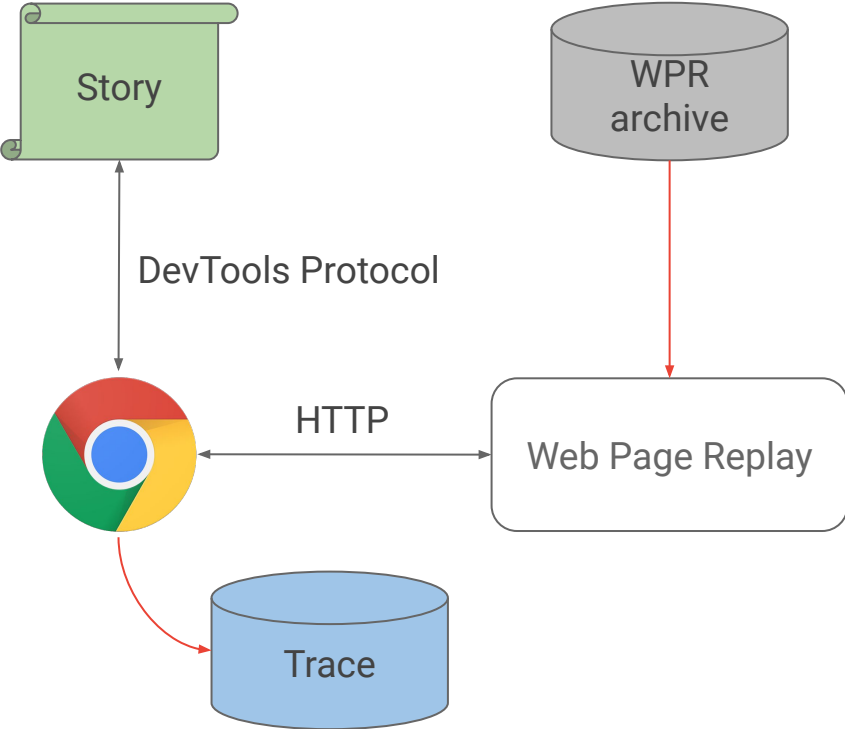 Story
WPR
archive
DevTools Protocol
HTTP
Web Page Replay
Trace